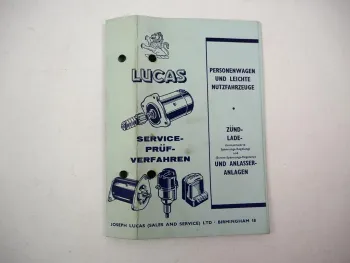 LUCAS
SERVICE-
PRÜF-
VERFAHREN
PERSONENWAGEN
UND LEICHTE
NUTZFAHRZEUGE
ZÜND-
LADE-
UND ANLASSER-
ANLAGEN
JOSEPH LUCAS (SALES AND SERVICE) LTD · BIRMINGHAM 18